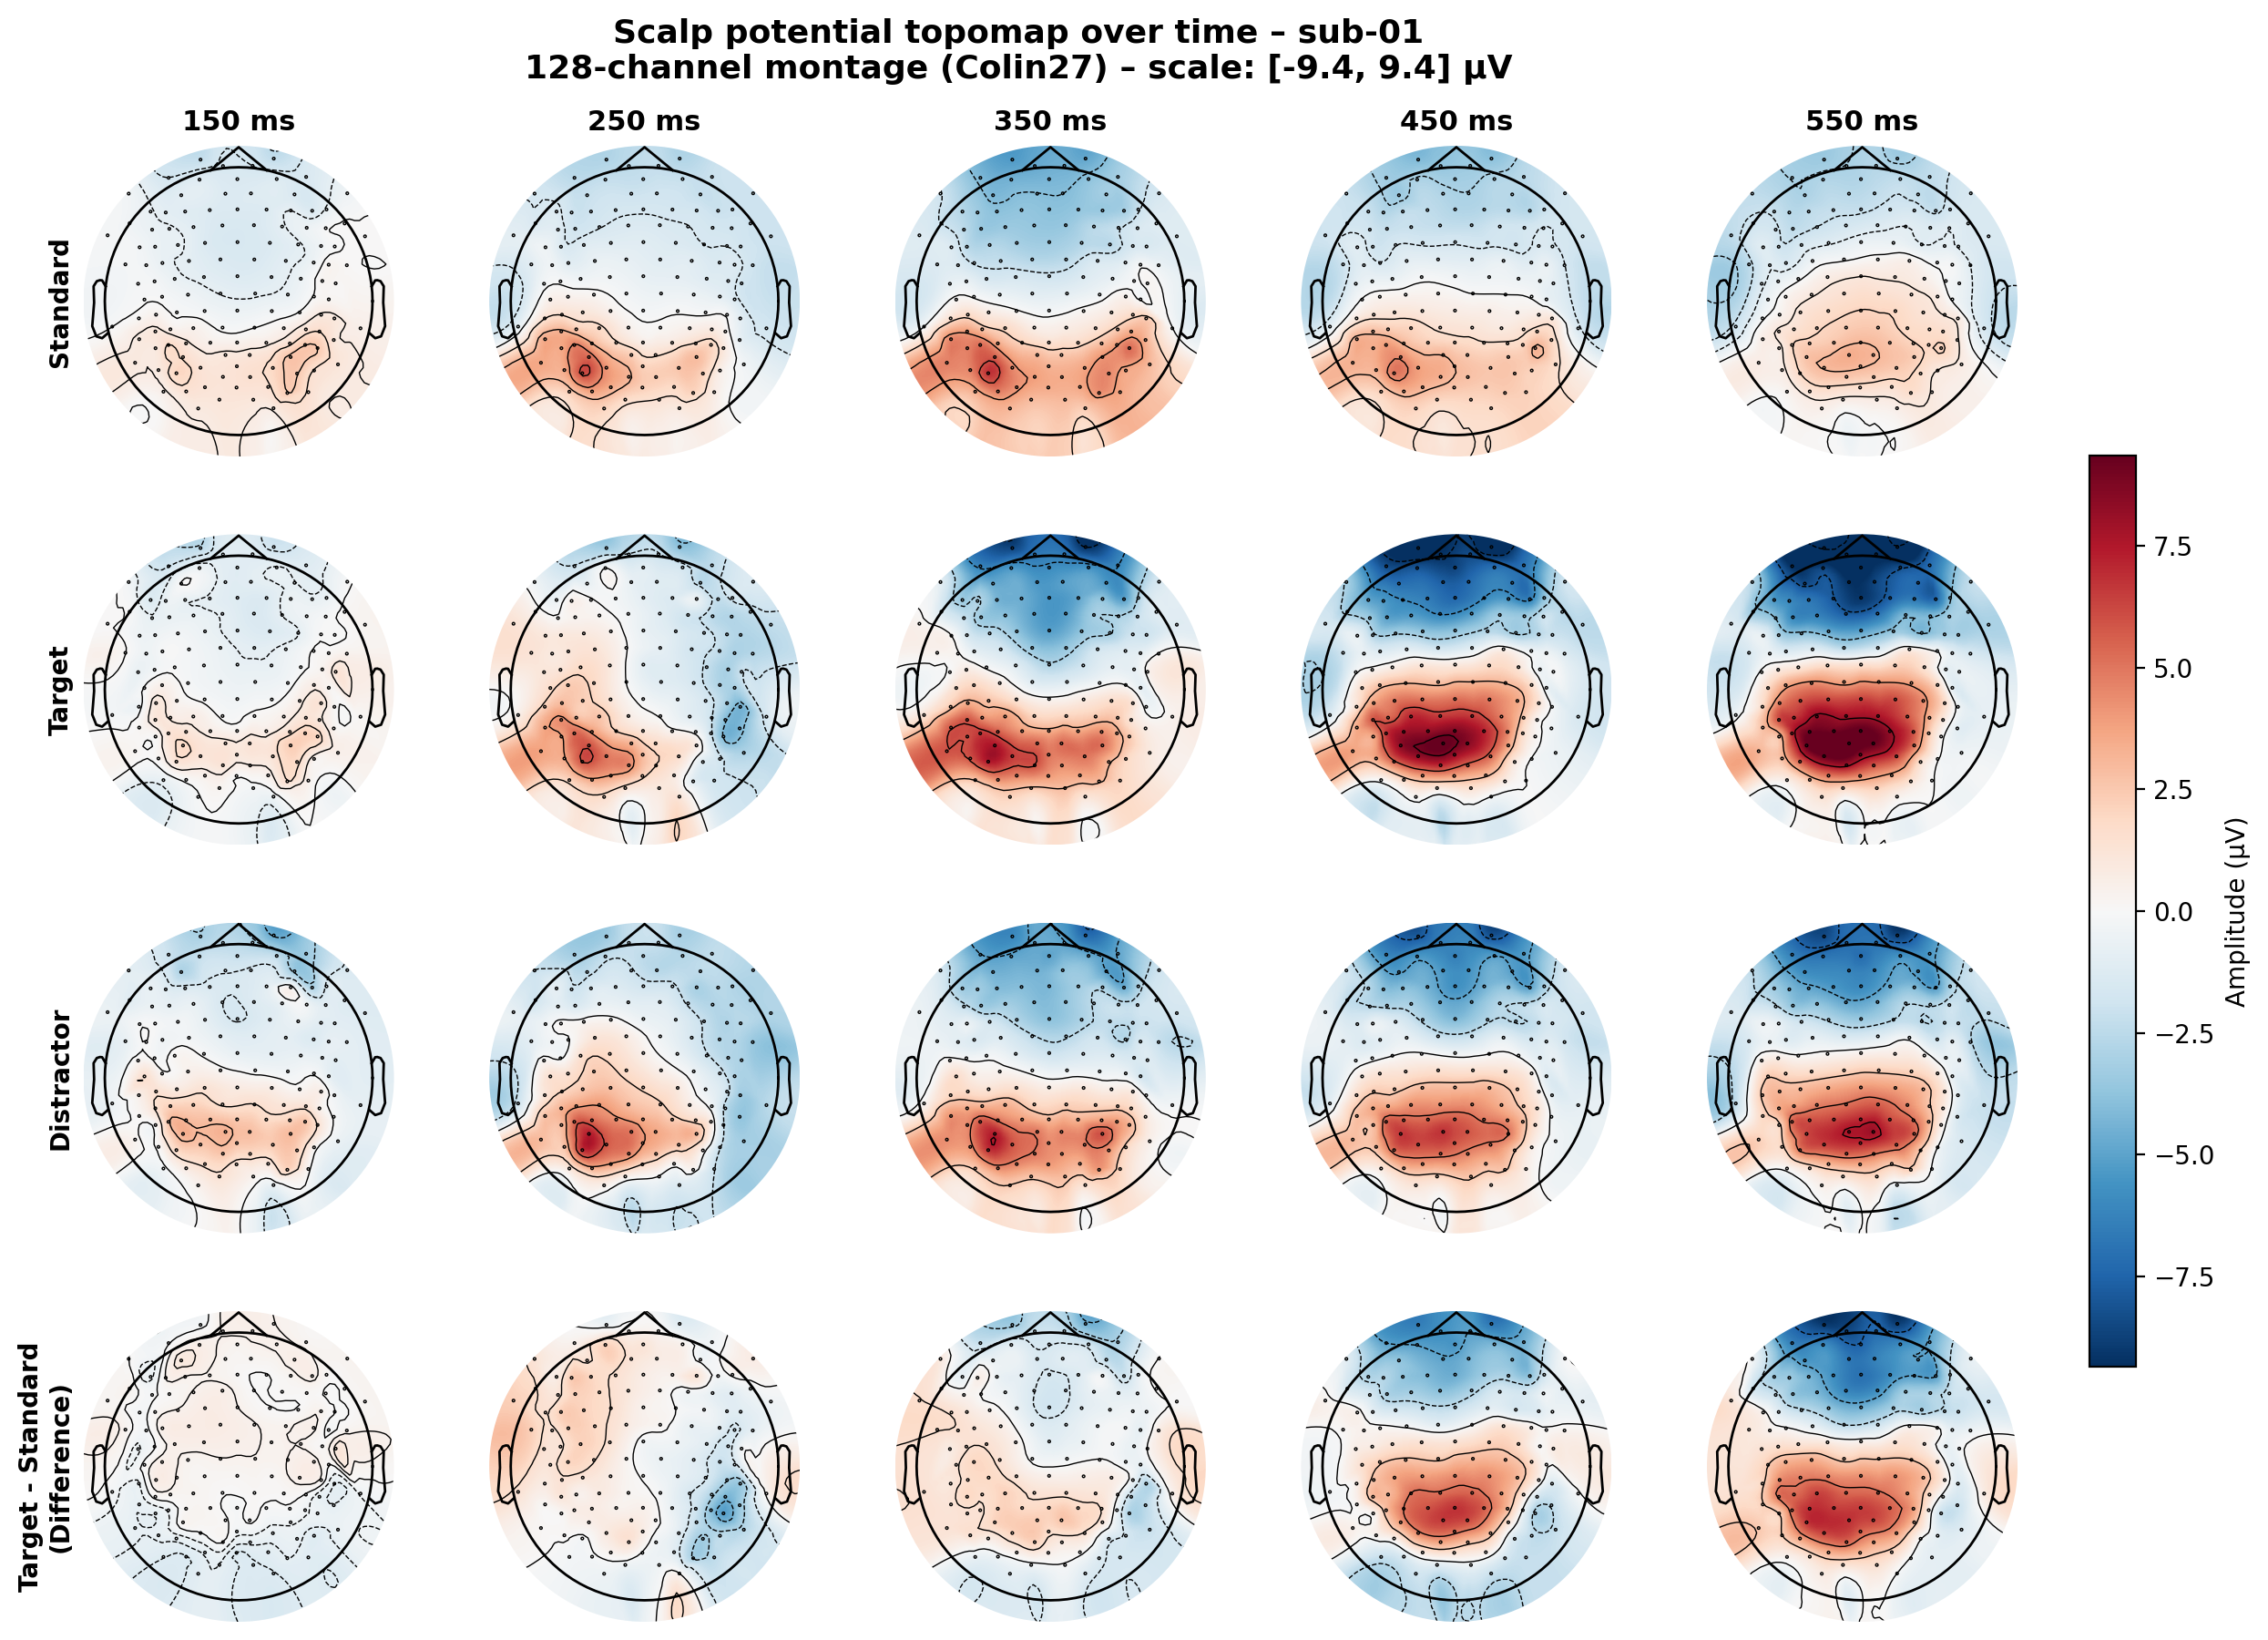 Scalp potential topomap over time – sub-01
128-channel montage (Colin27) – scale: [-9.4, 9.4] µV
150 ms
250 ms
350 ms
450 ms
550 ms
Standard
Target
Distractor
Target - Standard
(Difference)
7.5
5.0
2.5
0.0
−2.5
−5.0
−7.5
Amplitude (µV)